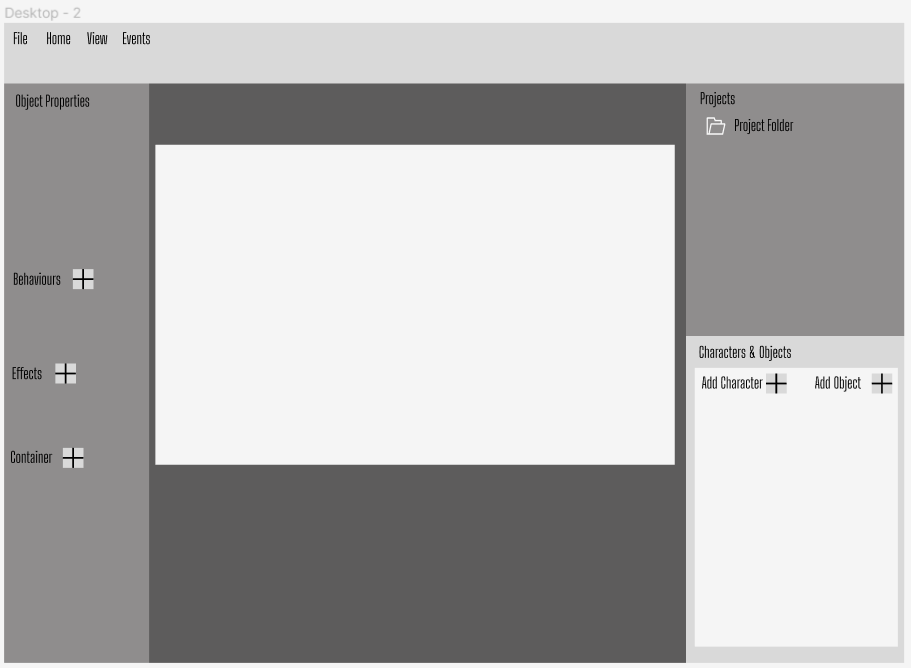 Desktop - 2
File Home View Events
Object Properties
Behaviours
Effects
Container
Projects
Project Folder
Characters & Objects
Add Character Add Object